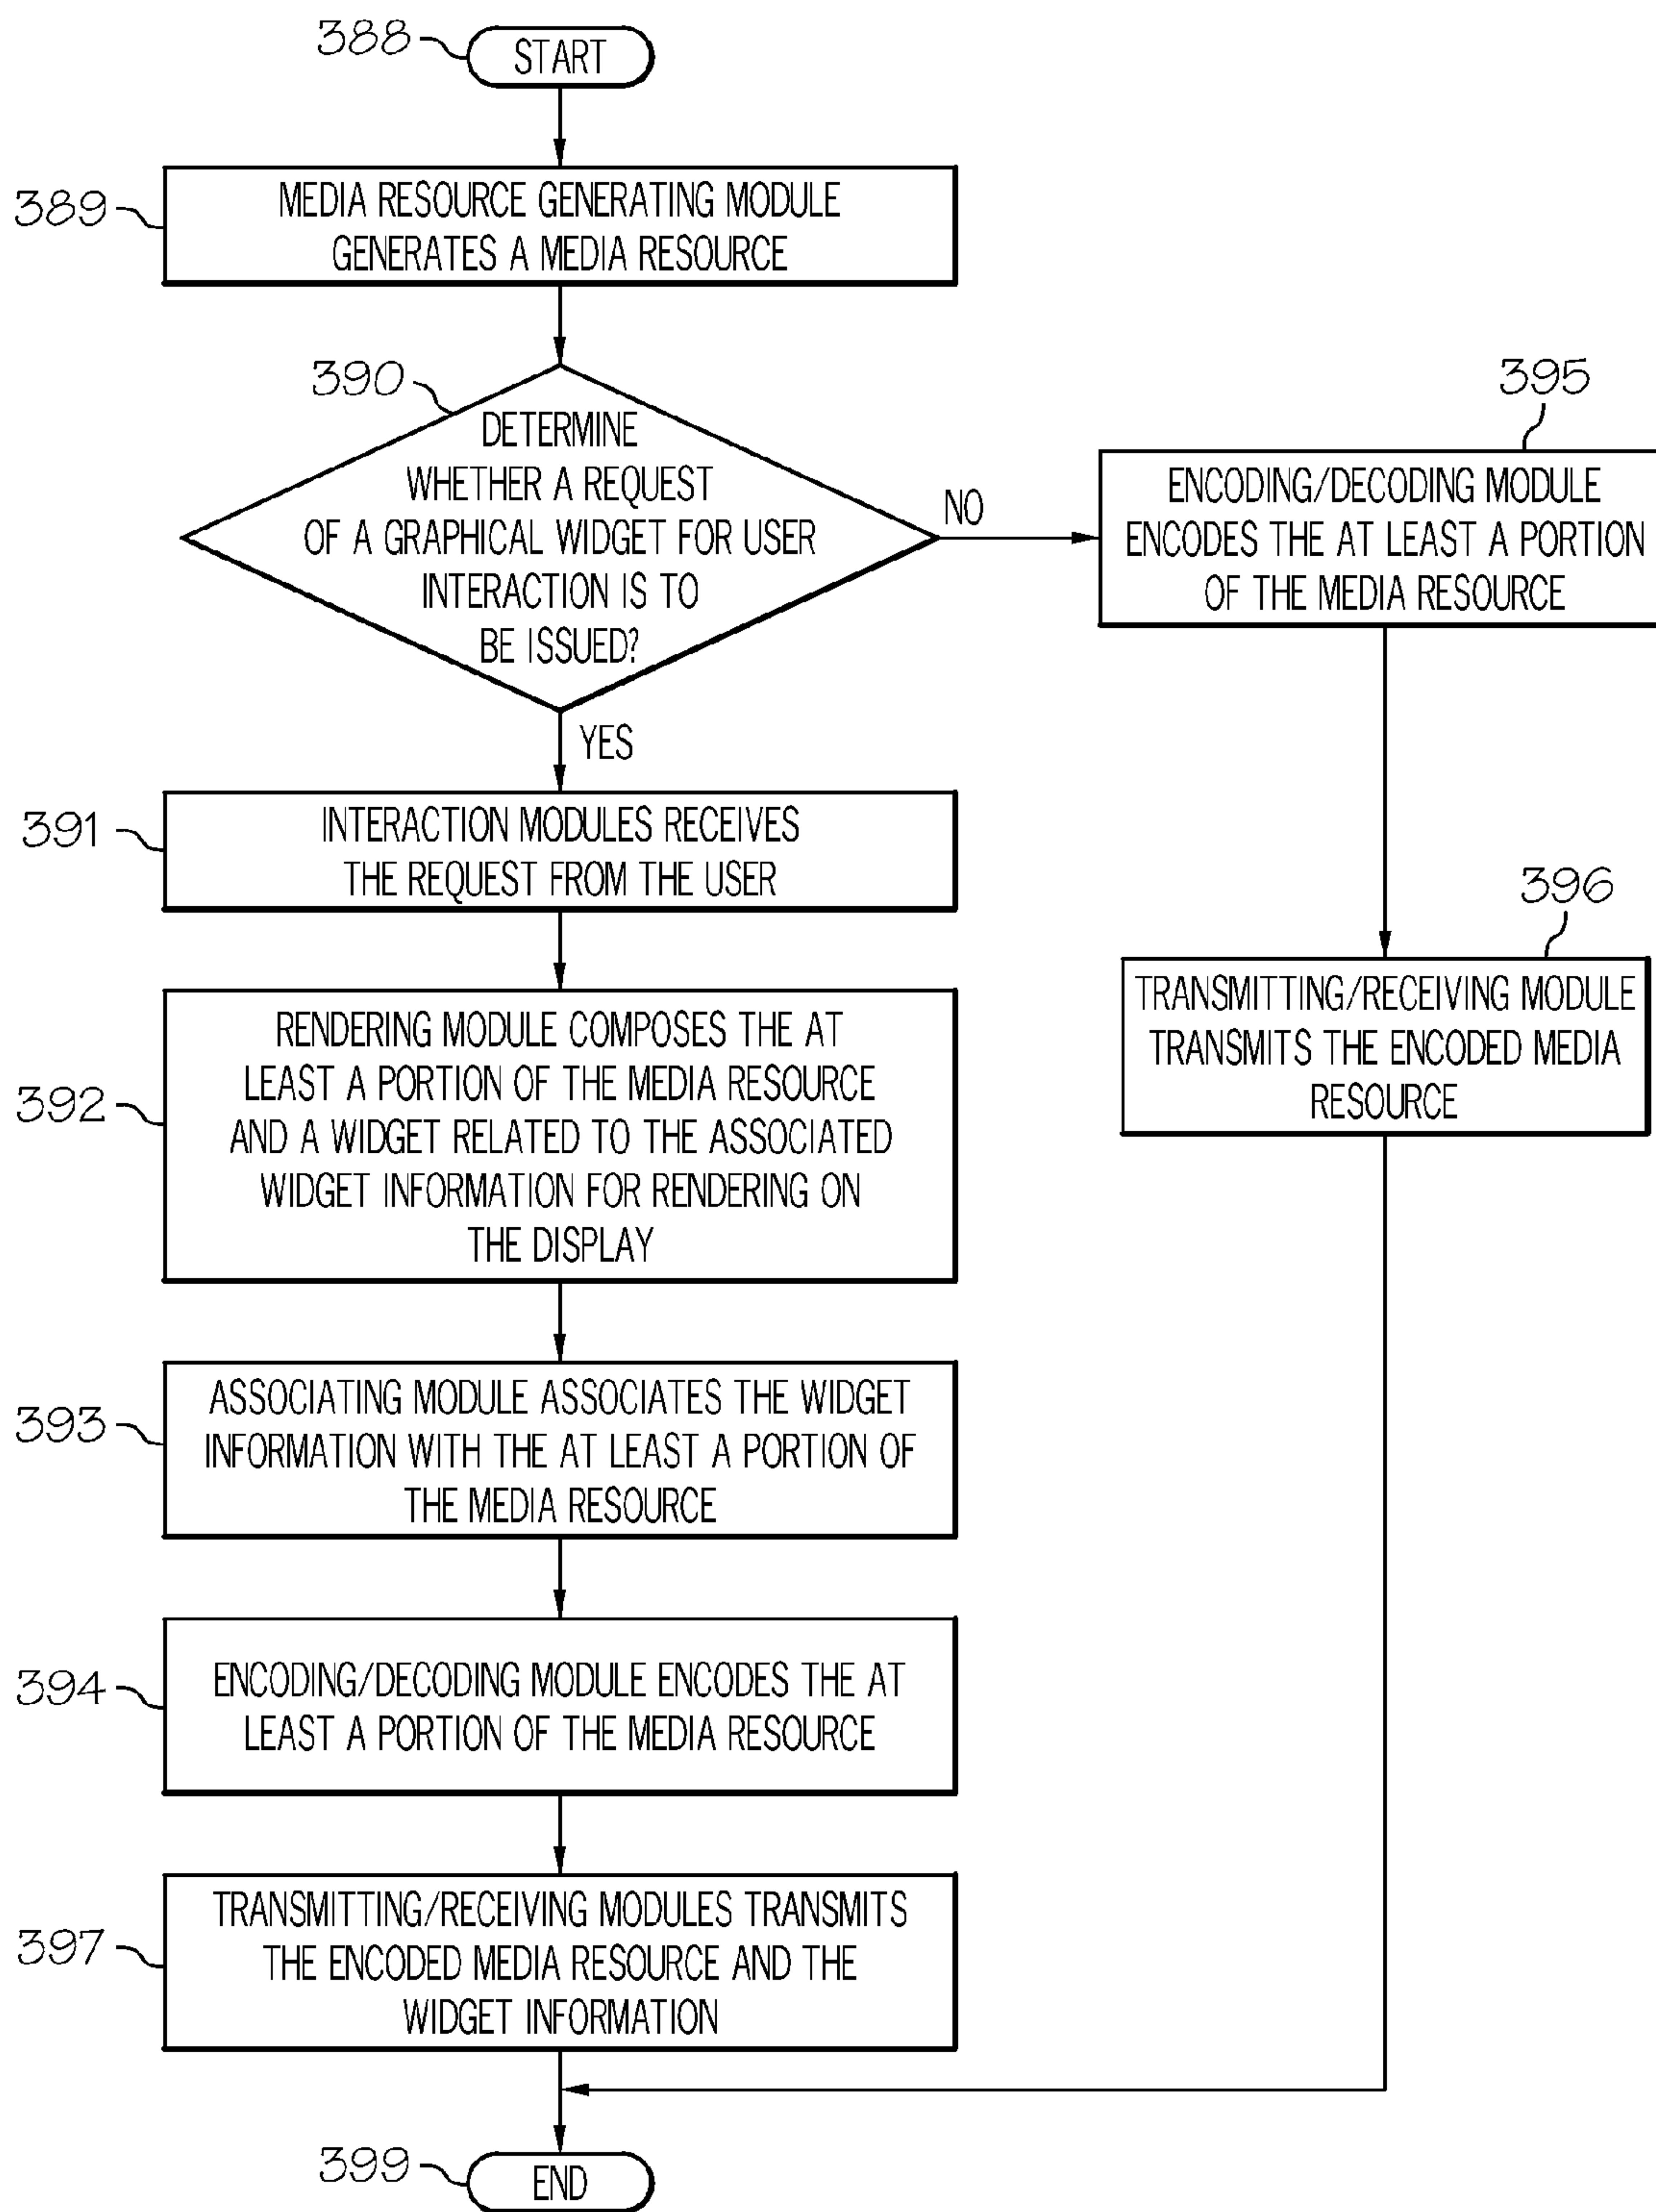 388
START
389
MEDIA RESOURCE GENERATING MODULE
GENERATES A MEDIA RESOURCE
390
DETERMINE
WHETHER A REQUEST
OF A GRAPHICAL WIDGET FOR USER
INTERACTION IS TO
BE ISSUED?
NO
395
ENCODING/DECODING MODULE
ENCODES THE AT LEAST A PORTION
OF THE MEDIA RESOURCE
YES
391
INTERACTION MODULES RECEIVES
THE REQUEST FROM THE USER
396
TRANSMITTING/RECEIVING MODULE
TRANSMITS THE ENCODED MEDIA
RESOURCE
392
RENDERING MODULE COMPOSES THE AT
LEAST A PORTION OF THE MEDIA RESOURCE
AND A WIDGET RELATED TO THE ASSOCIATED
WIDGET INFORMATION FOR RENDERING ON
THE DISPLAY
393
ASSOCIATING MODULE ASSOCIATES THE WIDGET
INFORMATION WITH THE AT LEAST A PORTION OF
THE MEDIA RESOURCE
394
ENCODING/DECODING MODULE ENCODES THE AT
LEAST A PORTION OF THE MEDIA RESOURCE
397
TRANSMITTING/RECEIVING MODULES TRANSMITS
THE ENCODED MEDIA RESOURCE AND THE
WIDGET INFORMATION
399
END